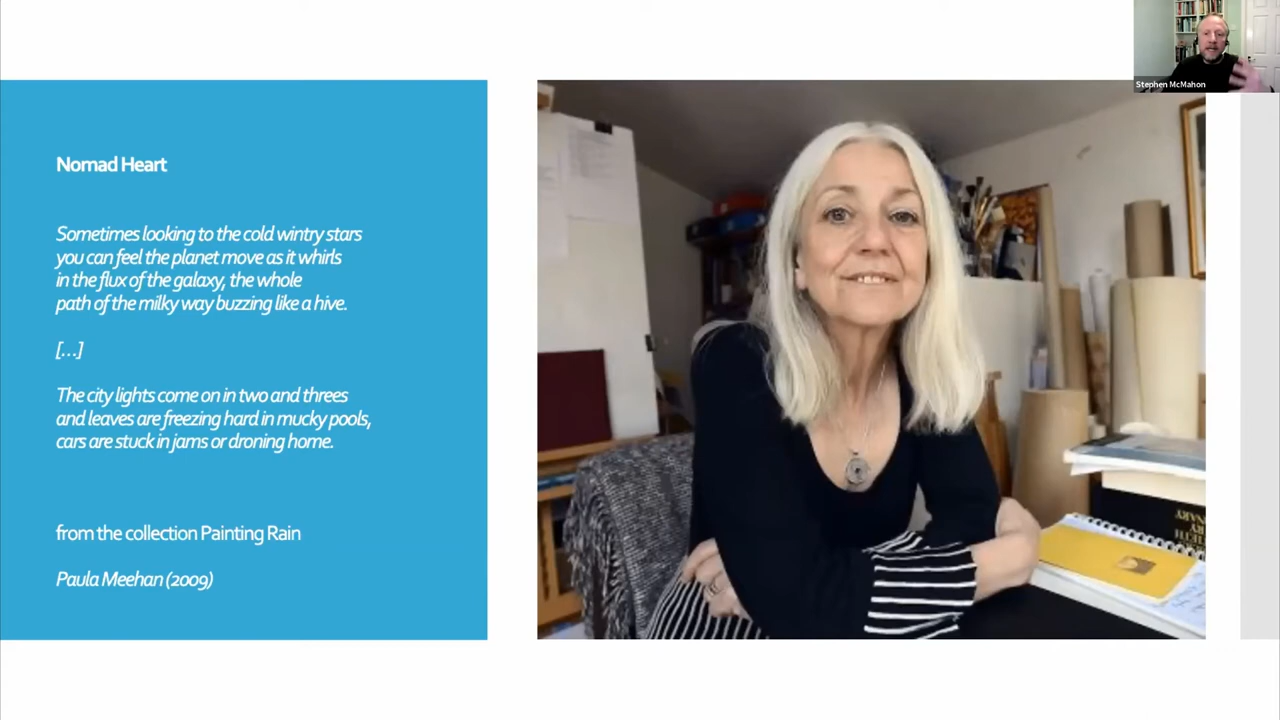 Stephen McMahon
Nomad Heart
Sometimes looking to the cold wintry stars
you can feel the planet move as it whirls
in the flux of the galaxy, the whole
path of the milky way buzzing like a hive.
[...]
The city lights come on in two and threes
and leaves are freezing hard in mucky pools,
cars are stuck in jams or droning home.
from the collection Painting Rain
Paula Meehan (2009)